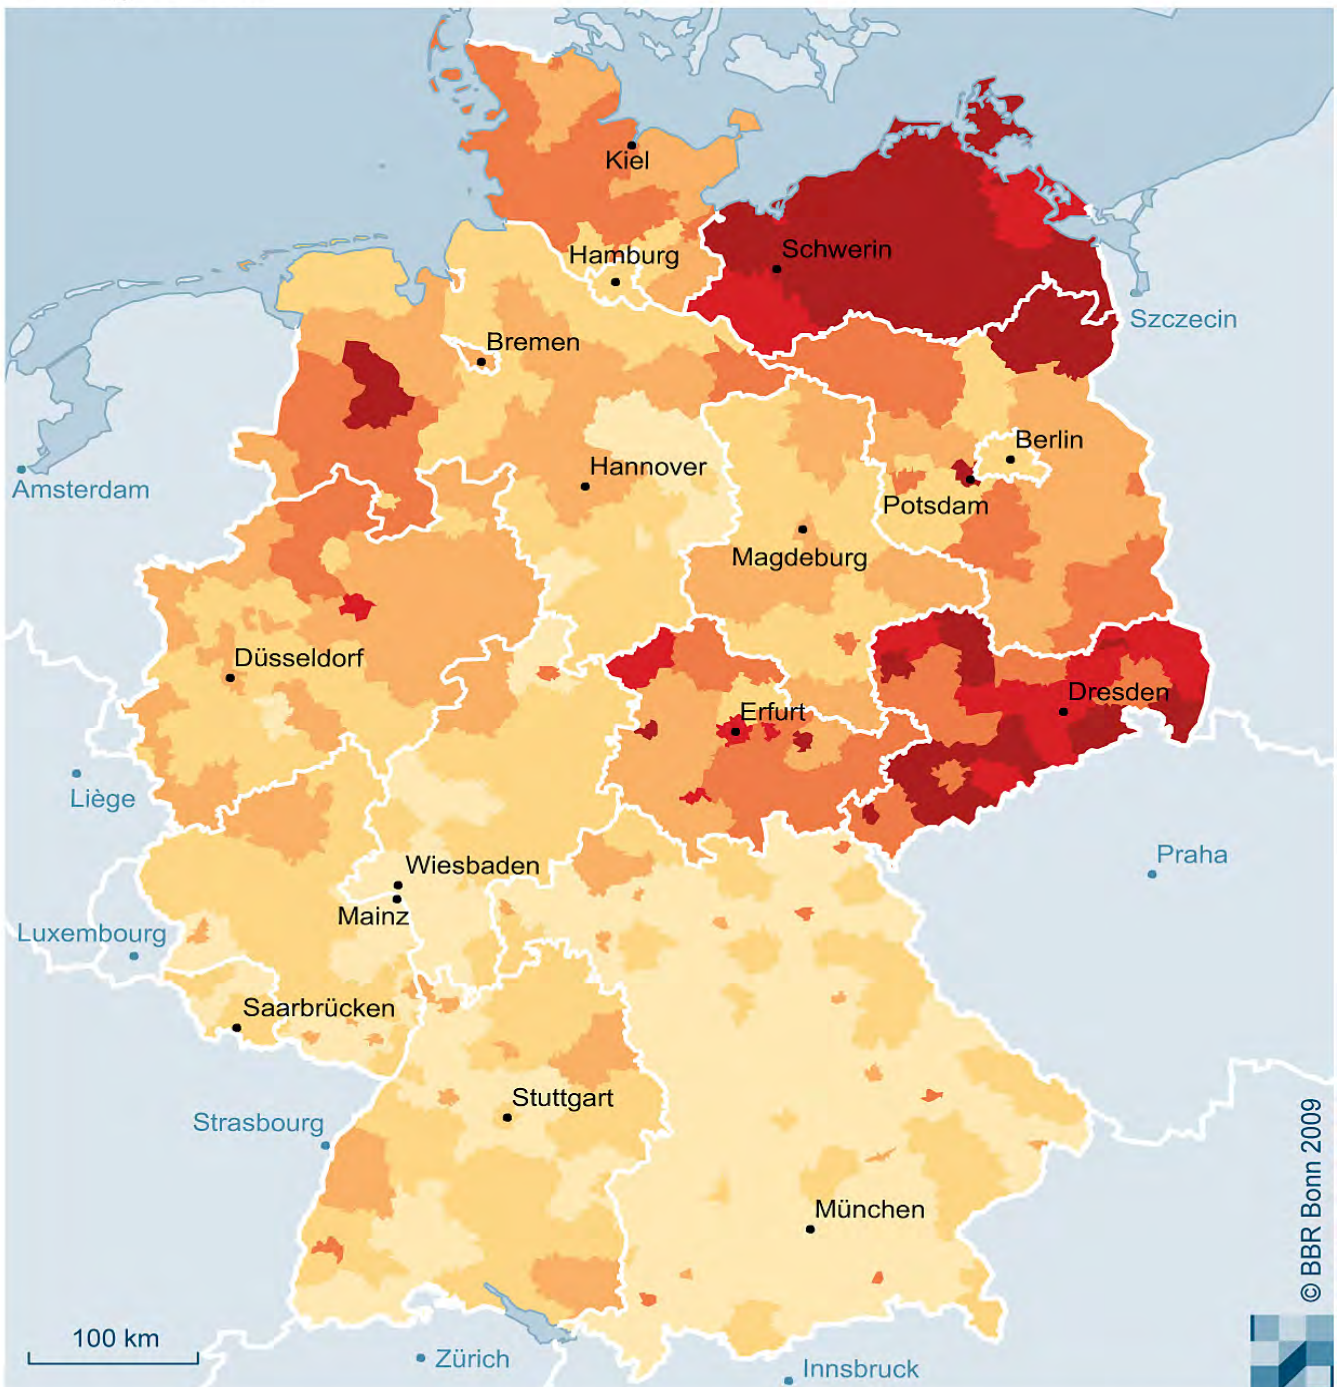 Kiel
Schwerin
Hamburg
Szczecin
Bremen
Berlin
Hannover
Amsterdam
Potsdam
Magdeburg
Düsseldorf
Dresden
Erfurt
Liège
Wiesbaden
Praha
Mainz
Luxembourg
Saarbrücken
Stuttgart
Strasbourg
München
© BBR Bonn 2009
100 km
Zürich
Innsbruck